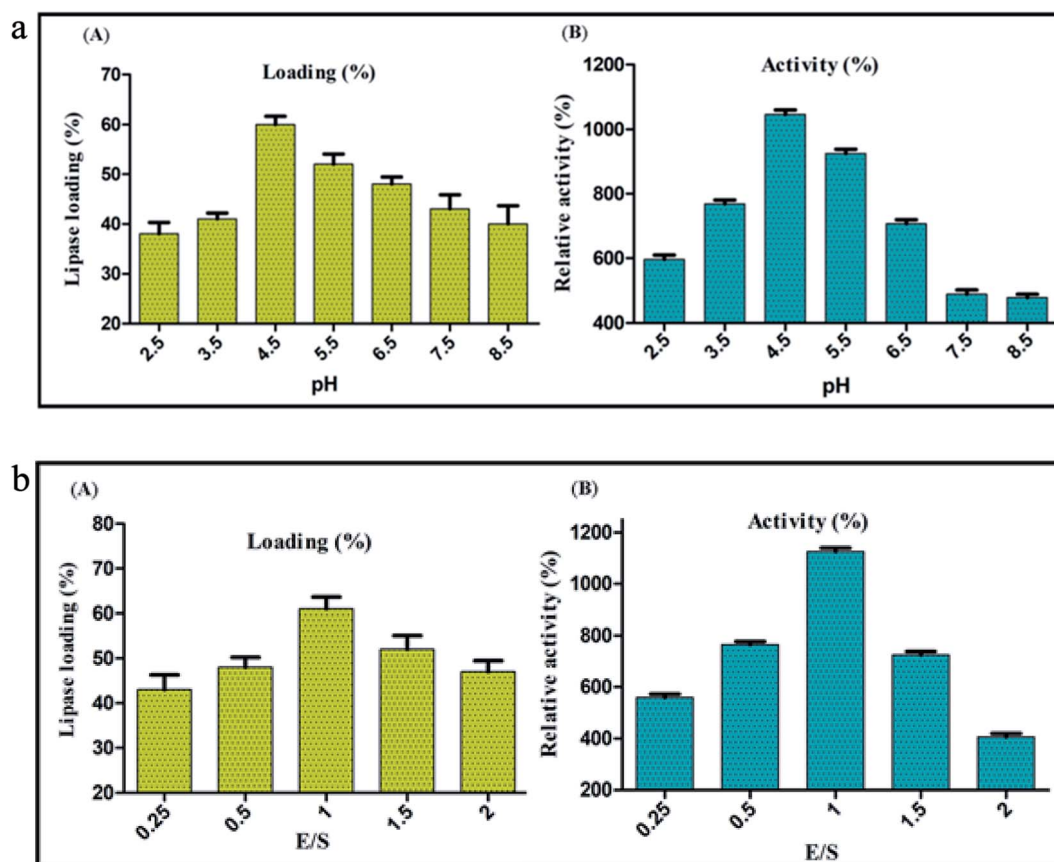 a
(A)
Loading (%)
Lipase loading (%)
70
60
50
40
30
20
2.5
3.5
4.5
5.5
6.5
7.5
8.5
pH
(B)
Activity (%)
Relative activity (%)
1200
1000
800
600
400
2.5
3.5
4.5
5.5
6.5
7.5
8.5
pH
b
(A)
Loading (%)
Lipase loading (%)
80
70
60
50
40
30
20
0.25
0.5
1
1.5
2
E/S
(B)
Activity (%)
Relative activity (%)
1200
1000
800
600
400
200
0.25
0.5
1
1.5
2
E/S